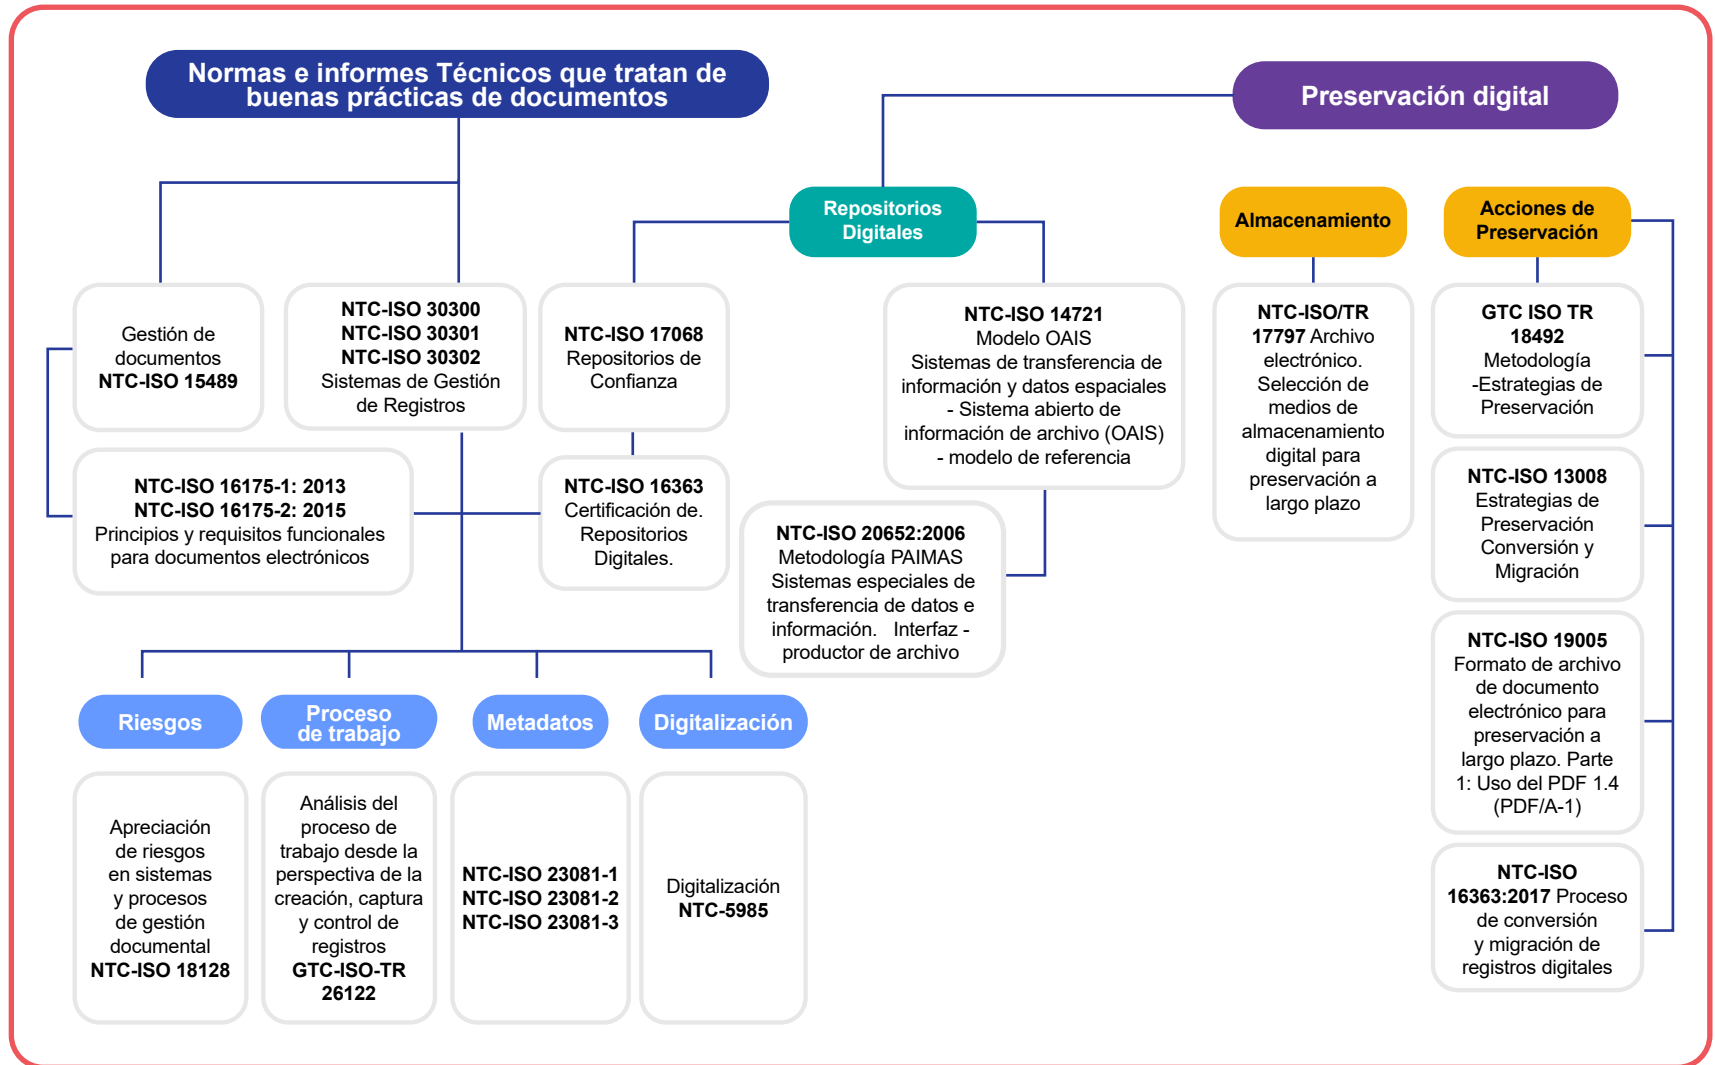 Normas e informes Técnicos que tratan de
buenas prácticas de documentos
Preservación digital
Repositorios
Digitales
Almacenamiento
Acciones de
Preservación
Gestión de
documentos
NTC-ISO 15489
NTC-ISO 30300
NTC-ISO 30301
NTC-ISO 30302
Sistemas de Gestión
de Registros
NTC-ISO 17068
Repositorios de
Confianza
NTC-ISO 14721
Modelo OAIS
Sistemas de transferencia de
información y datos espaciales
- Sistema abierto de
información de archivo (OAIS)
- modelo de referencia
NTC-ISO/TR
17797 Archivo
electrónico.
Selección de
medios de
almacenamiento
digital para
preservación a
largo plazo
GTC ISO TR
18492
Metodología
-Estrategias de
Preservación
NTC-ISO 16175-1: 2013
NTC-ISO 16175-2: 2015
Principios y requisitos funcionales
para documentos electrónicos
NTC-ISO 16363
Certificación de.
Repositorios
Digitales.
NTC-ISO 20652:2006
Metodología PAIMAS
Sistemas especiales de
transferencia de datos e
información.   Interfaz -
productor de archivo
NTC-ISO 13008
Estrategias de
Preservación
Conversión y
Migración
NTC-ISO 19005
Formato de archivo
de documento
electrónico para
preservación a
largo plazo. Parte
1: Uso del PDF 1.4
(PDF/A-1)
NTC-ISO
16363:2017 Proceso
de conversión
y migración de
registros digitales
Riesgos
Proceso
de trabajo
Metadatos
Digitalización
Apreciación
de riesgos
en sistemas
y procesos
de gestión
documental
NTC-ISO 18128
Análisis del
proceso de
trabajo desde la
perspectiva de la
creación, captura
y control de
registros
GTC-ISO-TR
26122
NTC-ISO 23081-1
NTC-ISO 23081-2
NTC-ISO 23081-3
Digitalización
NTC-5985